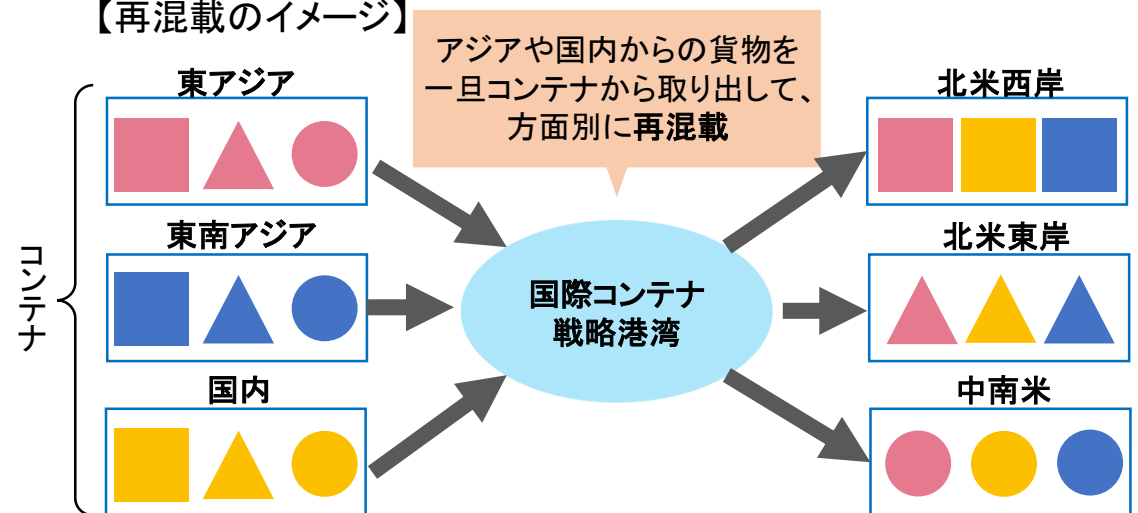 【再混載のイメージ】
アジアや国内からの貨物を
一旦コンテナから取り出して、
方面別に再混載
コンテナ
東アジア
東南アジア
国内
国際コンテナ
戦略港湾
北米西岸
北米東岸
中南米